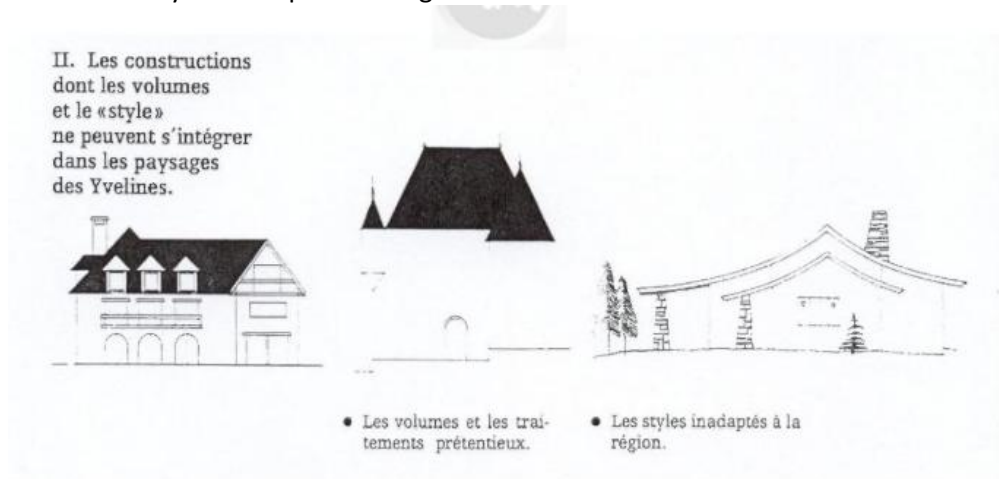 II. Les constructions
dont les volumes
et le «style»
ne peuvent s'intégrer
dans les paysages
des Yvelines.
• Les volumes et les trai-
tements prétentieux.
• Les styles inadaptés à la
région.